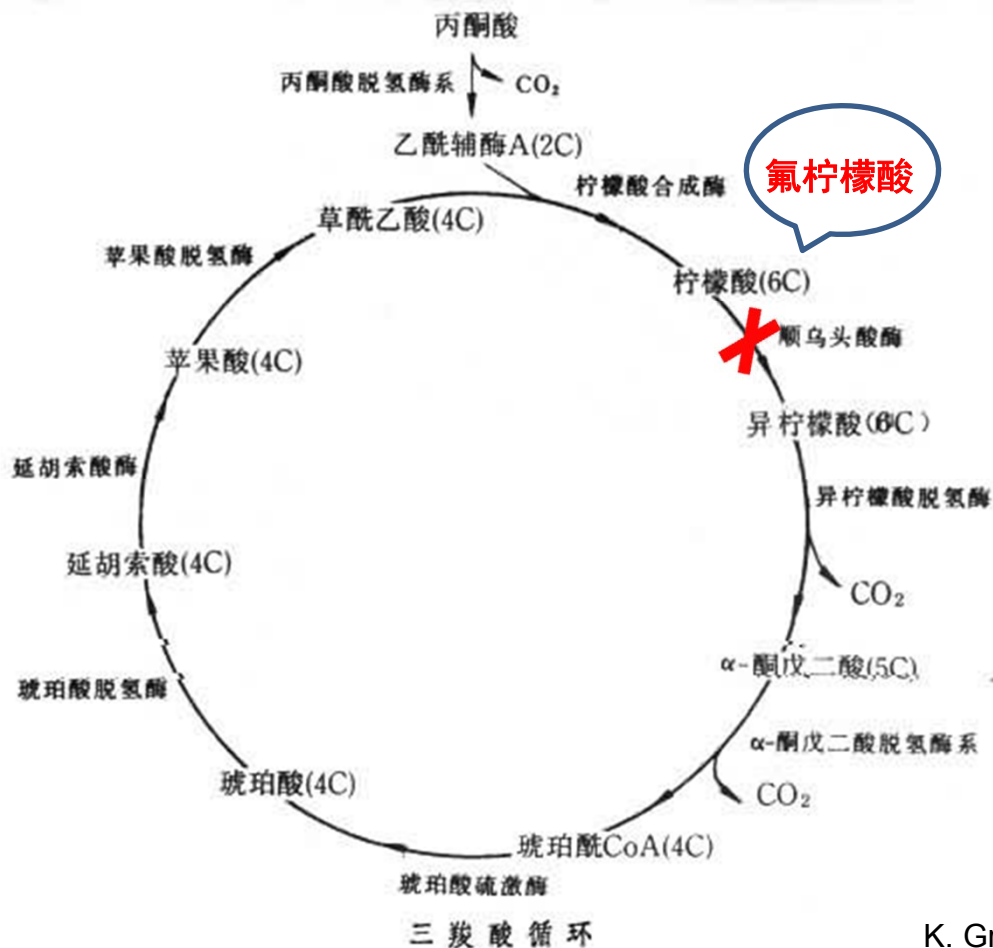 丙酮酸
丙酮酸脱氢酶系
CO₂
乙酰辅酶A(2C)
氟柠檬酸
柠檬酸合成酶
草酰乙酸(4C)
苹果酸脱氢酶
柠檬酸(6C)
顺乌头酸酶
苹果酸(4C)
异柠檬酸(6C)
延胡索酸酶
异柠檬酸脱氢酶
延胡索酸(4C)
CO₂
α-酮戊二酸(5C)
琥珀酸脱氢酶
α-酮戊二酸脱氢酶系
琥珀酸(4C)
CO₂
琥珀酰CoA(4C)
琥珀酸硫激酶
三羧酸循环
K. Gr